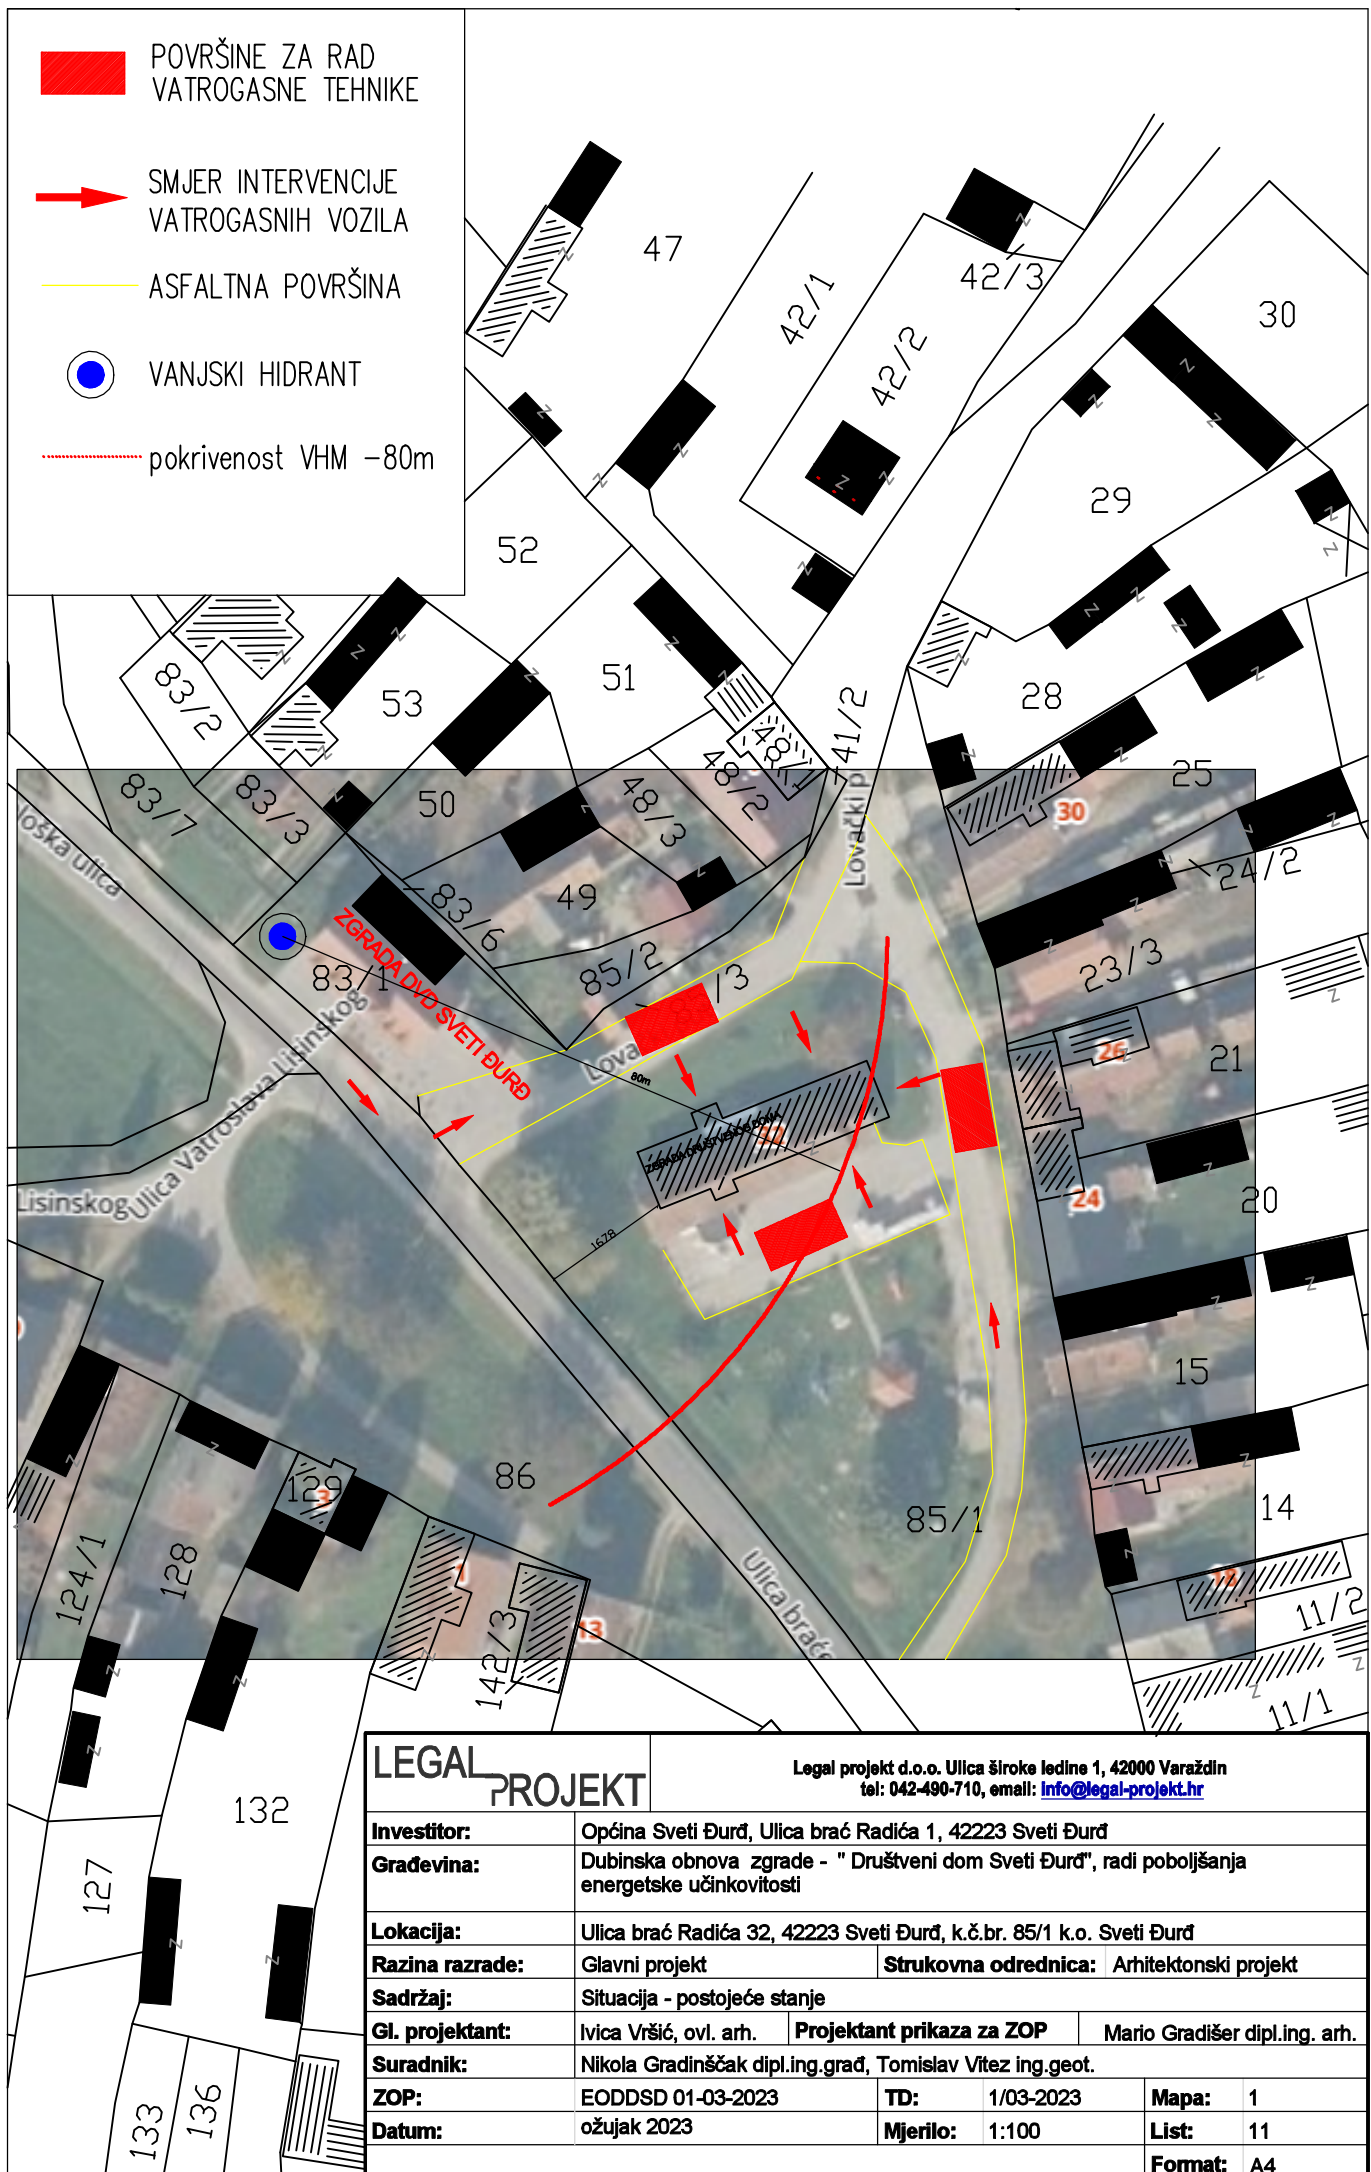 POVRŠINE ZA RAD
VATROGASNE TEHNIKE
SMJER INTERVENCIJE
VATROGASNIH VOZILA
ASFALTNA POVRŠINA
VANJSKI HIDRANT
pokrivenost VHM -80m
47
42/1
42/2
42/3
30
29
52
51
53
83/2
83/7
83/3
50
48/3
48/2
48/1
41/2
28
25
30
24/2
23/3
49
83/6
83/1
85/2
85/3
Lovački p
loška ulica
ZGRADA DVD SVETI ĐURĐ
Lova
80m
ZGRADA DRUŠTVENOG DOMA
32
26
21
24
20
Ulica Vatroslava Lisinskog
Lisinskog
1678
15
14
18
11/2
11/1
86
85/1
Ulica braće
129
3
124/1
128
1
142/3
13
132
127
133
136
LEGAL
PROJEKT
Legal projekt d.o.o. Ulica široke ledine 1, 42000 Varaždin
tel: 042-490-710, email: info@legal-projekt.hr
Investitor: Općina Sveti Đurđ, Ulica brać Radića 1, 42223 Sveti Đurđ
Građevina: Dubinska obnova zgrade - " Društveni dom Sveti Đurđ", radi poboljšanja
energetske učinkovitosti
Lokacija: Ulica brać Radića 32, 42223 Sveti Đurđ, k.č.br. 85/1 k.o. Sveti Đurđ
Razina razrade: Glavni projekt Strukovna odrednica: Arhitektonski projekt
Sadržaj: Situacija - postojeće stanje
Gl. projektant: Ivica Vršić, ovl. arh. Projektant prikaza za ZOP Mario Gradišer dipl.ing. arh.
Suradnik: Nikola Gradinščak dipl.ing.građ, Tomislav Vitez ing.geot.
ZOP: EODDSD 01-03-2023 TD: 1/03-2023 Mapa: 1
Datum: ožujak 2023 Mjerilo: 1:100 List: 11
Format: A4